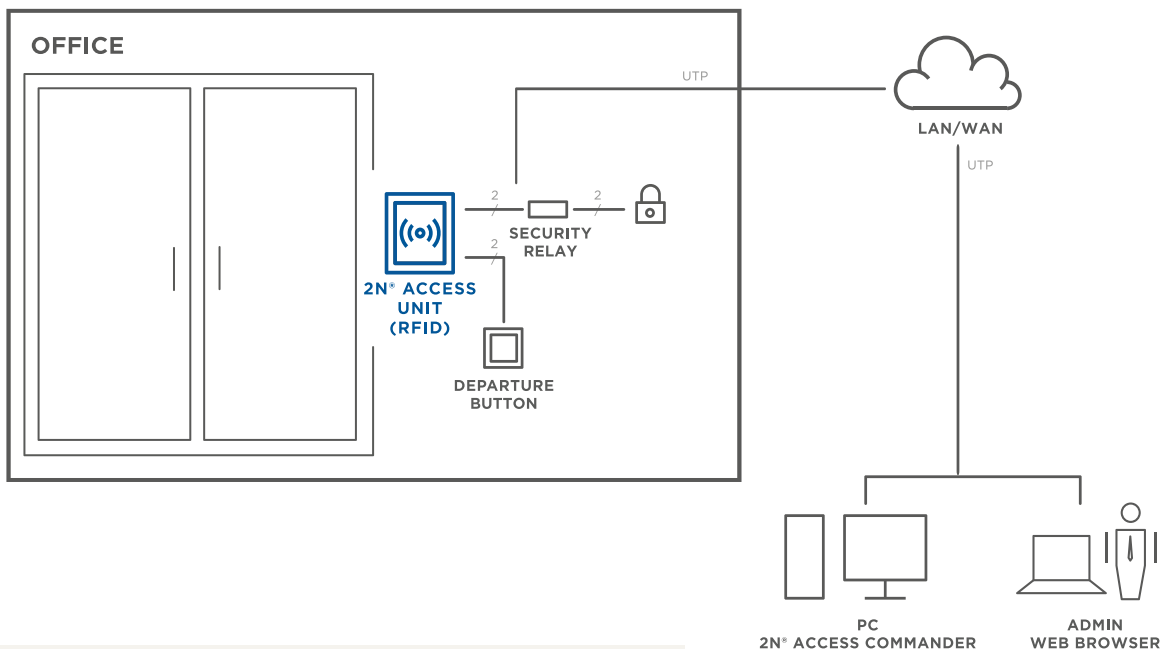 OFFICE
UTP
LAN/WAN
UTP
2
2
SECURITY
RELAY
2
2N® ACCESS
UNIT
(RFID)
DEPARTURE
BUTTON
PC
2N® ACCESS COMMANDER
ADMIN
WEB BROWSER